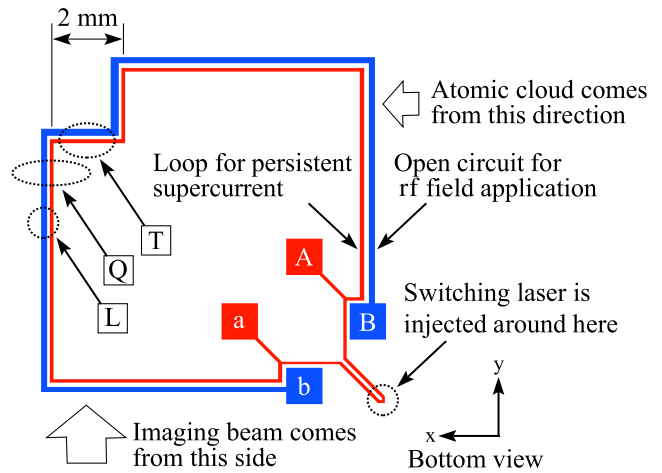 2 mm
Atomic cloud comes
from this direction
Loop for persistent
supercurrent
Open circuit for
rf field application
T
Q
L
A
a
B
b
Switching laser is
injected around here
Imaging beam comes
from this side
y
x
Bottom view